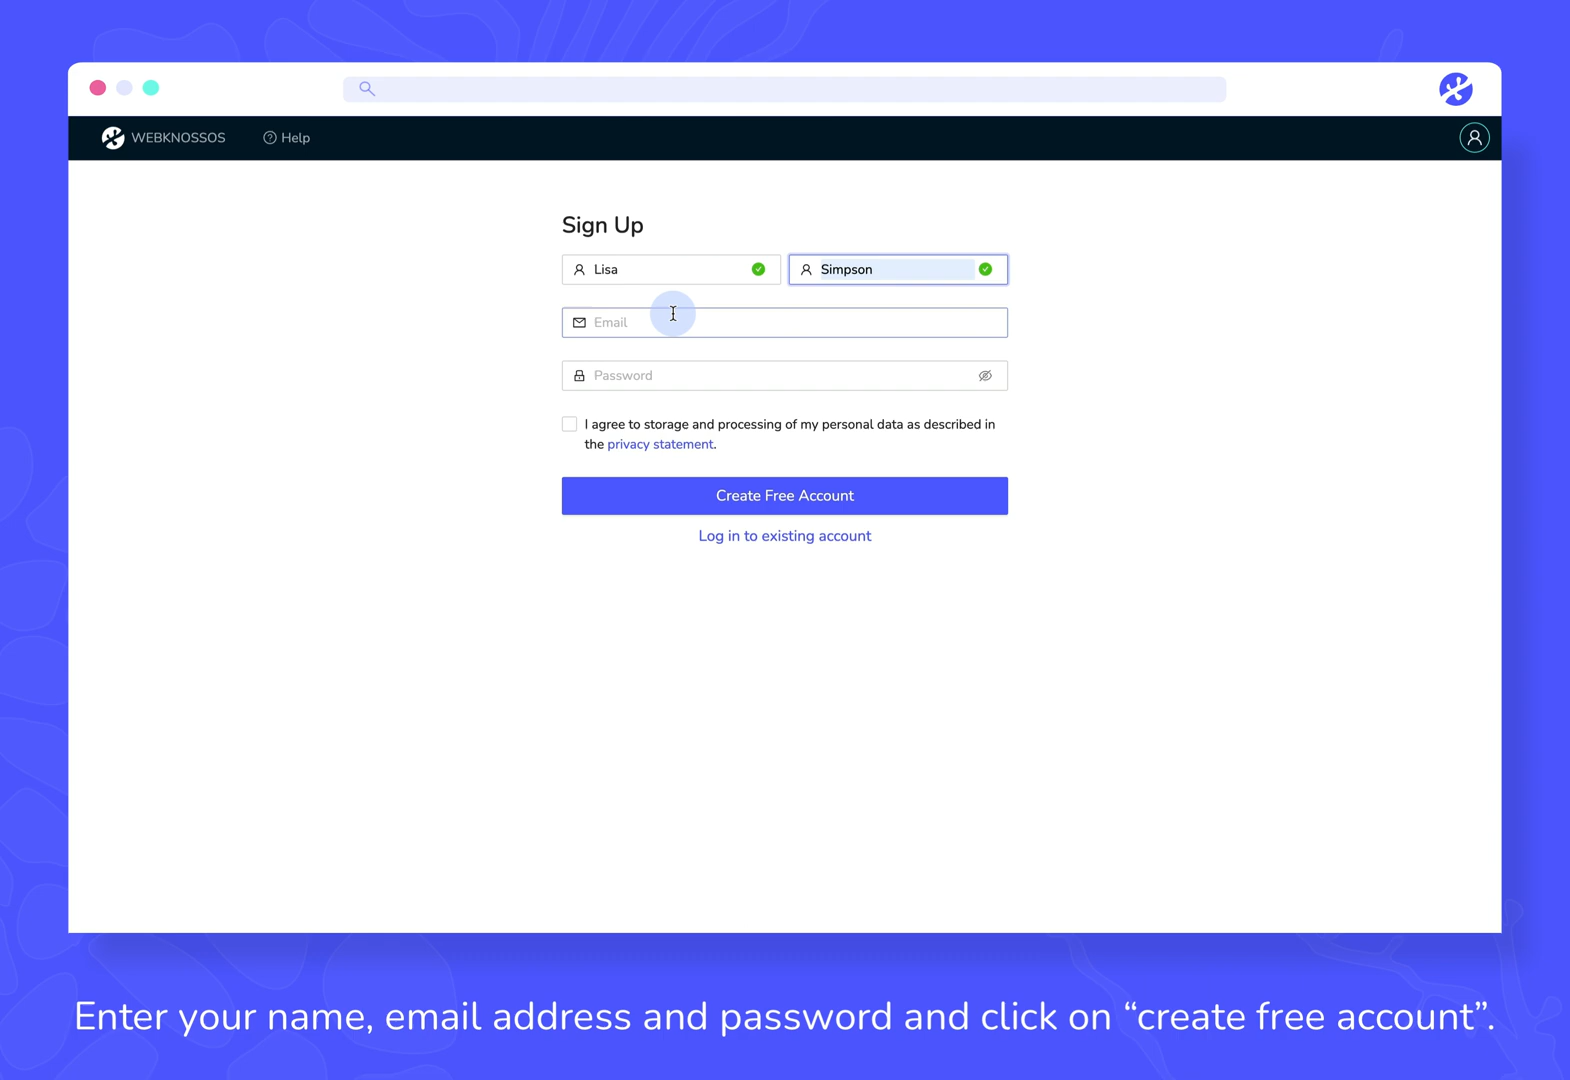 WEBKNOSSOS
Help
Sign Up
Lisa
Simpson
Email
Password
I agree to storage and processing of my personal data as described in
the privacy statement.
Create Free Account
Log in to existing account
Enter your name, email address and password and click on “create free account”.